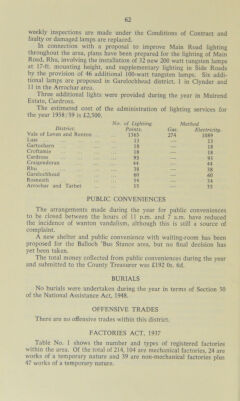 62
weekly inspections are made under the Conditions of Contract and
faulty or damaged lamps are replaced.
In connection with a proposal to improve Main Road lighting
throughout the area, plans have been prepared for the lighting of Main
Road, Rhu, involving the installation of 32 new 200 watt tungsten lamps
at 17-ft. mounting height, and supplementary lighting in Side Roads
by the provision of 46 additional 100-watt tungsten lamps. Six addi-
tional lamps are proposed in Garelochhead district, 1 in Clynder and
11 in the Arrochar area.
Three additional lights were provided during the year in Muirend
Estate, Cardross.
The estimated cost of the administration of lighting services for
the year 1958/59 is £2,500.
No. of Lighting Method
District. Points. Gas. Electricity.
Vale of Leven and Renton ... 1363 274 1089
Luss ... 13 — 13
Gartocharn ... 18 — 18
Croftamie ... 18 — 18
Cardross ... 93 — 93
Craigendoran ... 44 — 44
Rhu ... 38 — 38
Garelochhead ... 60 — 60
Rosneath ... 34 — 34
Arrochar and Tarbet ... 35 — 35
PUBLIC CONVENIENCES
The arrangements made during the year for public conveniences
to be closed between the hours of 11 p.m. and 7 a.m. have reduced
the incidence of wanton vandalism, although this is still a source of
complaint.
A new shelter and public convenience with waiting-room has been
proposed for the Balloch 'Bus Stance area, but no final decision has
yet been taken.
The total money collected from public conveniences during the year
and submitted to the County Treasurer was £192 0s. 6d.
BURIALS
No burials were undertaken during the year in terms of Section 50
of the National Assistance Act, 1948.
OFFENSIVE TRADES
There are no offensive trades within this district.
FACTORIES ACT, 1937
Table No. 1 shows the number and types of registered factories
within the area. Of the total of 214, 104 are mechanical factories, 24 are
works of a temporary nature and 39 are non-mechanical factories plus
47 works of a temporary nature.